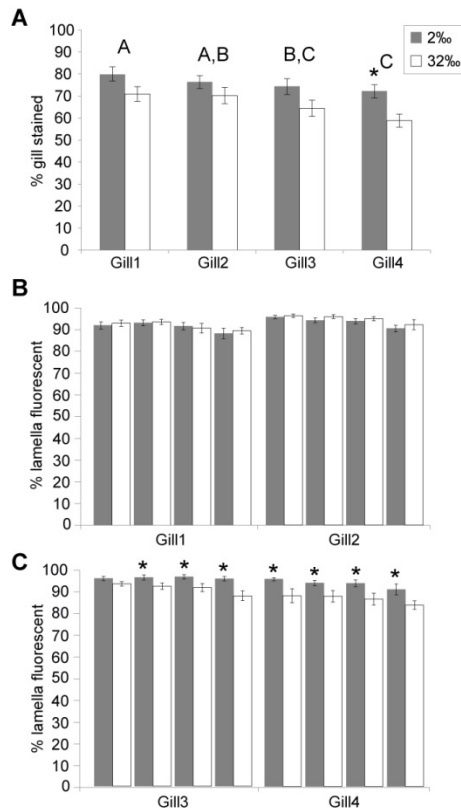 A
2‰
32‰
A
A,B
B,C
* C
% gill stained
100
90
80
70
60
50
40
30
20
10
0
Gill1 Gill2 Gill3 Gill4
B
% lamella fluorescent
100
90
80
70
60
50
40
30
20
10
0
Gill1 Gill2
C
* * * * * * *
% lamella fluorescent
100
90
80
70
60
50
40
30
20
10
0
Gill3 Gill4